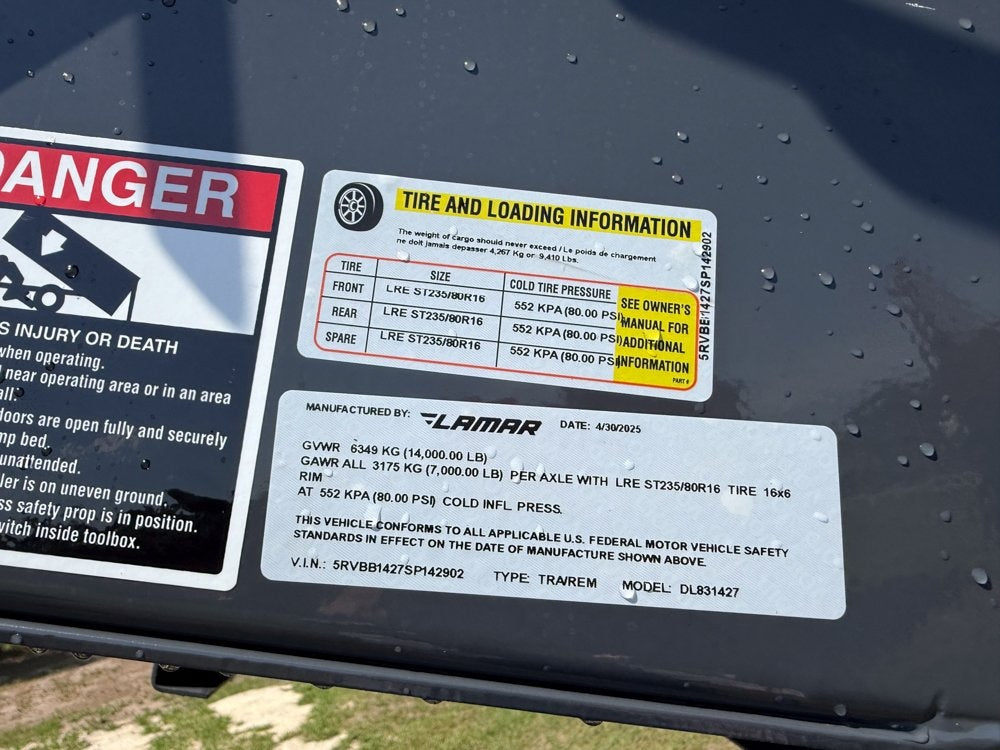 DANGER
S INJURY OR DEATH
when operating.
near operating area or in an area
all.
doors are open fully and securely
mp bed.
unattended.
ler is on uneven ground.
ss safety prop is in position.
witch inside toolbox.
TIRE AND LOADING INFORMATION
The weight of cargo should never exceed / Le poids de chargement
ne doit jamais depasser 4,267 Kg or 9,410 Lbs.
TIRE SIZE COLD TIRE PRESSURE
FRONT LRE ST235/80R16 552 KPA (80.00 PSI)
REAR LRE ST235/80R16 552 KPA (80.00 PSI)
SPARE LRE ST235/80R16 552 KPA (80.00 PSI)
SEE OWNER'S
MANUAL FOR
ADDITIONAL
INFORMATION
PART #
5RVBB1427SP142902
MANUFACTURED BY: LAMAR DATE: 4/30/2025
GVWR 6349 KG (14,000.00 LB)
GAWR ALL 3175 KG (7,000.00 LB) PER AXLE WITH LRE ST235/80R16 TIRE 16x6
RIM
AT 552 KPA (80.00 PSI) COLD INFL. PRESS.
THIS VEHICLE CONFORMS TO ALL APPLICABLE U.S. FEDERAL MOTOR VEHICLE SAFETY
STANDARDS IN EFFECT ON THE DATE OF MANUFACTURE SHOWN ABOVE.
V.I.N.: 5RVBB1427SP142902 TYPE: TRA/REM MODEL: DL831427